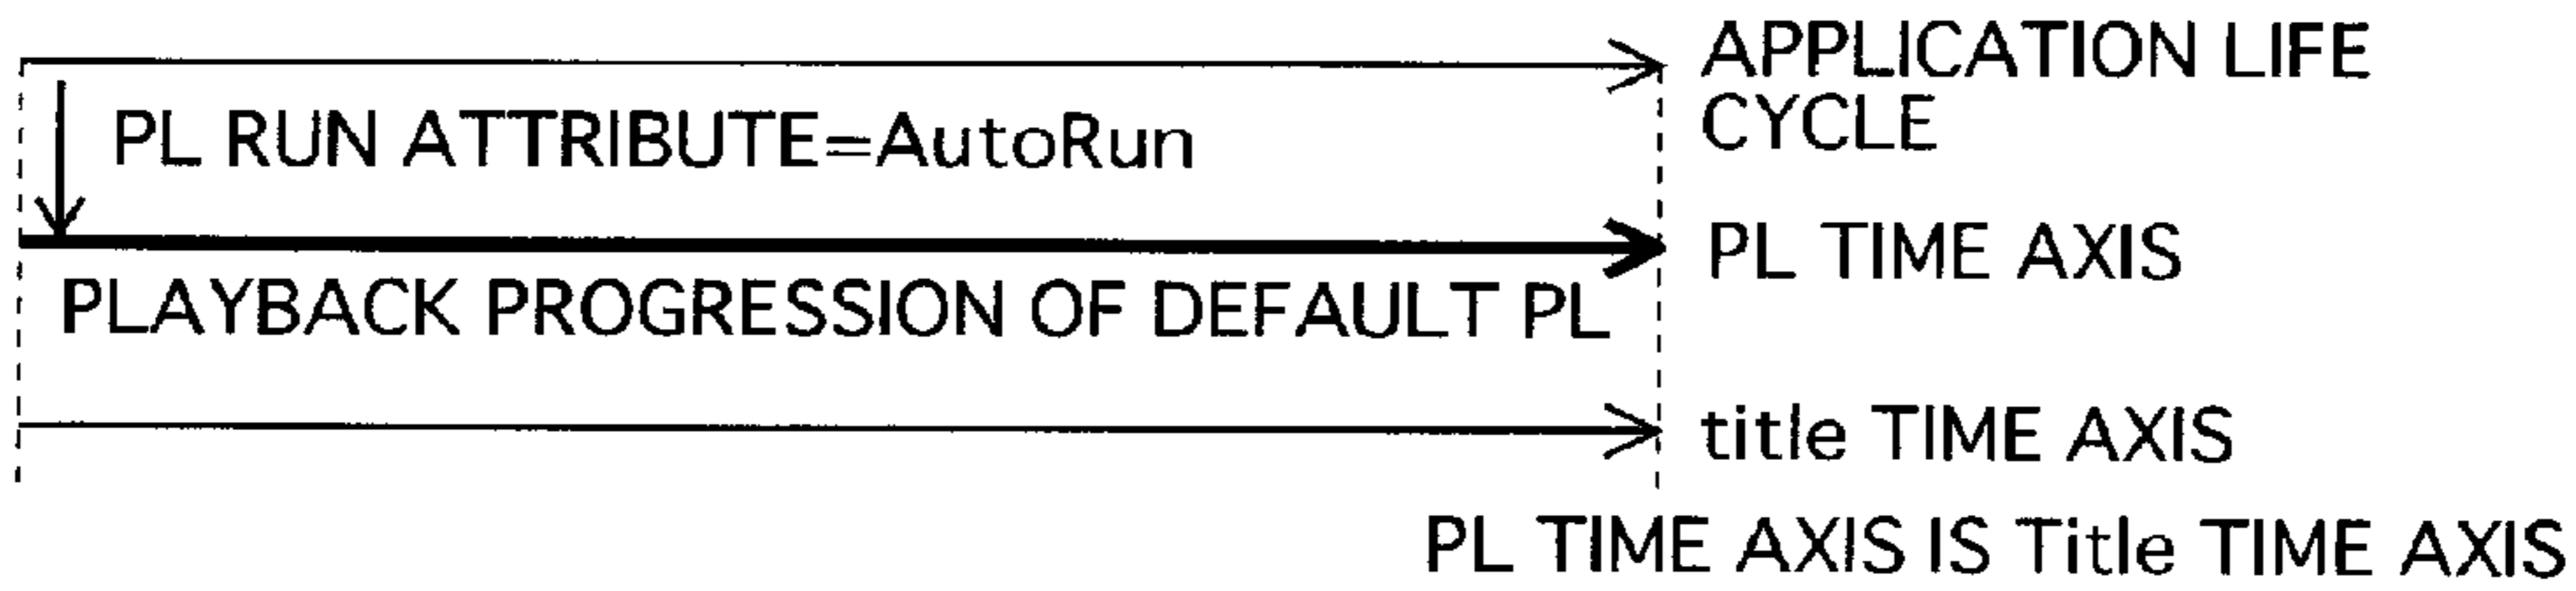 APPLICATION LIFE
CYCLE
PL RUN ATTRIBUTE=AutoRun
PL TIME AXIS
PLAYBACK PROGRESSION OF DEFAULT PL
title TIME AXIS
PL TIME AXIS IS Title TIME AXIS